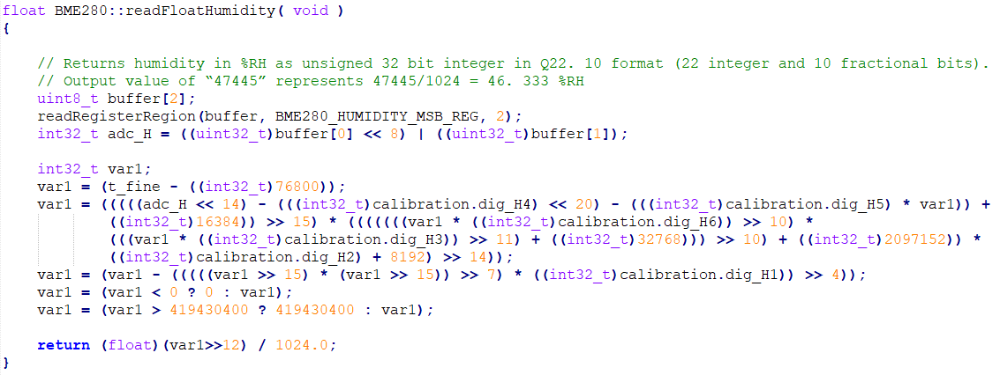 float BME280::readFloatHumidity( void )
{
// Returns humidity in %RH as unsigned 32 bit integer in Q22. 10 format (22 integer and 10 fractional bits).
// Output value of “47445” represents 47445/1024 = 46. 333 %RH
uint8_t buffer[2];
readRegisterRegion(buffer, BME280_HUMIDITY_MSB_REG, 2);
int32_t adc_H = ((uint32_t)buffer[0] << 8) | ((uint32_t)buffer[1]);
int32_t var1;
var1 = (t_fine - ((int32_t)76800));
var1 = (((((adc_H << 14) - (((int32_t)calibration.dig_H4) << 20) - (((int32_t)calibration.dig_H5) * var1)) +
((int32_t)16384)) >> 15) * (((((((var1 * ((int32_t)calibration.dig_H6)) >> 10) *
(((var1 * ((int32_t)calibration.dig_H3)) >> 11) + ((int32_t)32768))) >> 10) + ((int32_t)2097152)) *
((int32_t)calibration.dig_H2) + 8192) >> 14));
var1 = (var1 - (((((var1 >> 15) * (var1 >> 15)) >> 7) * ((int32_t)calibration.dig_H1)) >> 4));
var1 = (var1 < 0 ? 0 : var1);
var1 = (var1 > 419430400 ? 419430400 : var1);
return (float)(var1>>12) / 1024.0;
}